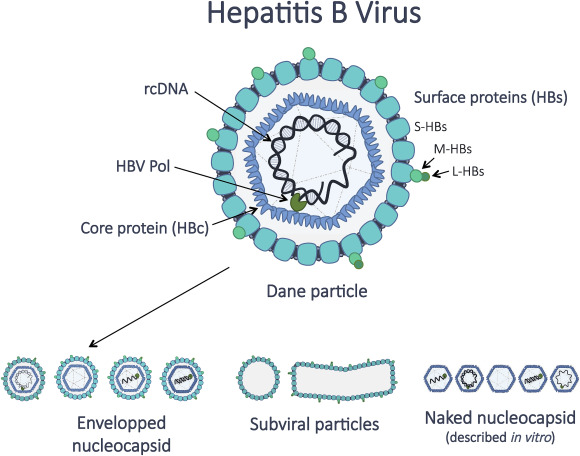 Hepatitis B Virus
rcDNA
HBV Pol
Core protein (HBc)
Surface proteins (HBs)
S-HBs
M-HBs
L-HBs
Dane particle
Envelopped
nucleocapsid
Subviral particles
Naked nucleocapsid
(described in vitro)